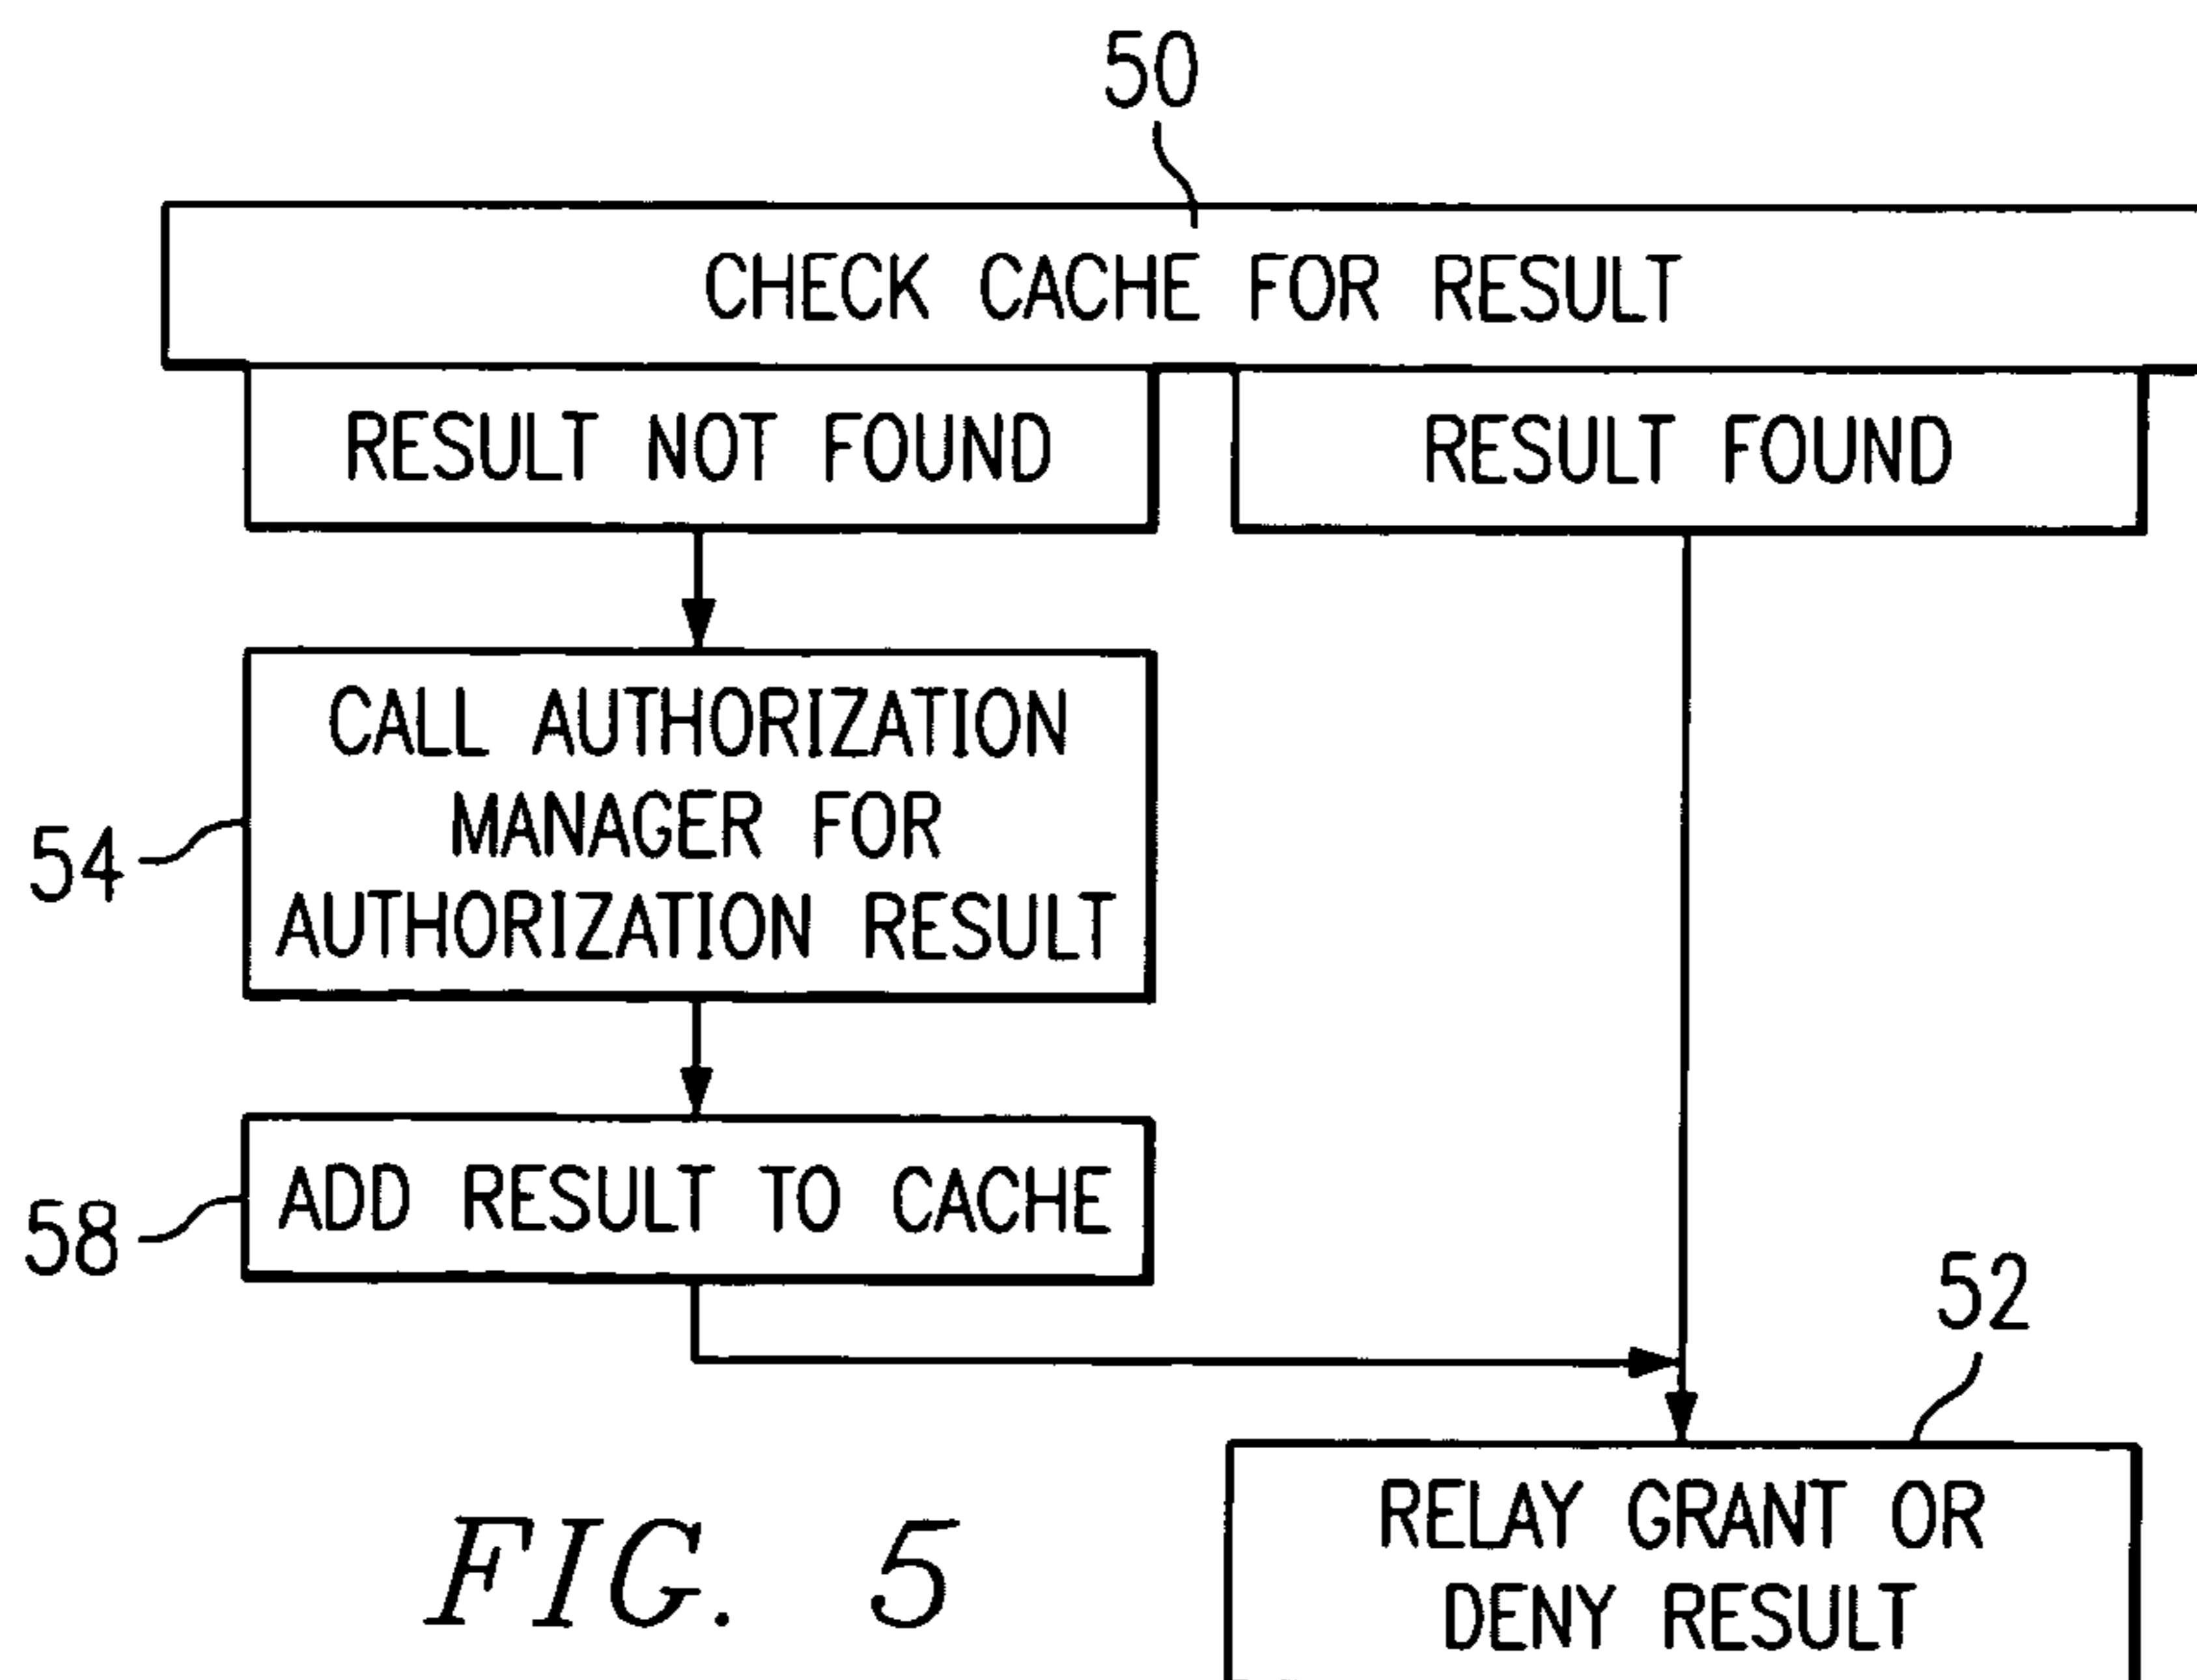 50
CHECK CACHE FOR RESULT
RESULT NOT FOUND
RESULT FOUND
CALL AUTHORIZATION
MANAGER FOR
AUTHORIZATION RESULT
54
ADD RESULT TO CACHE
58
52
RELAY GRANT OR
DENY RESULT
FIG. 5